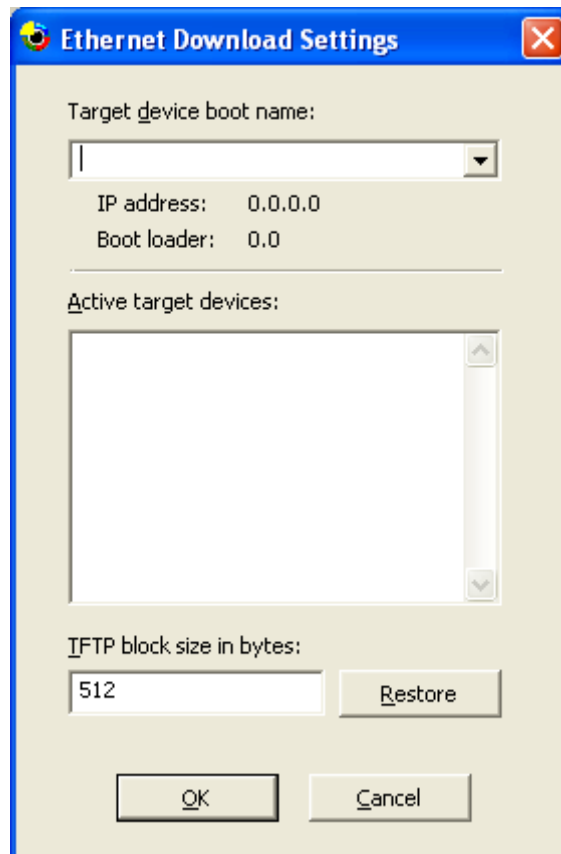 Ethernet Download Settings
Target device boot name:
IP address: 0.0.0.0
Boot loader: 0.0
Active target devices:
TFTP block size in bytes:
512 Restore
OK Cancel